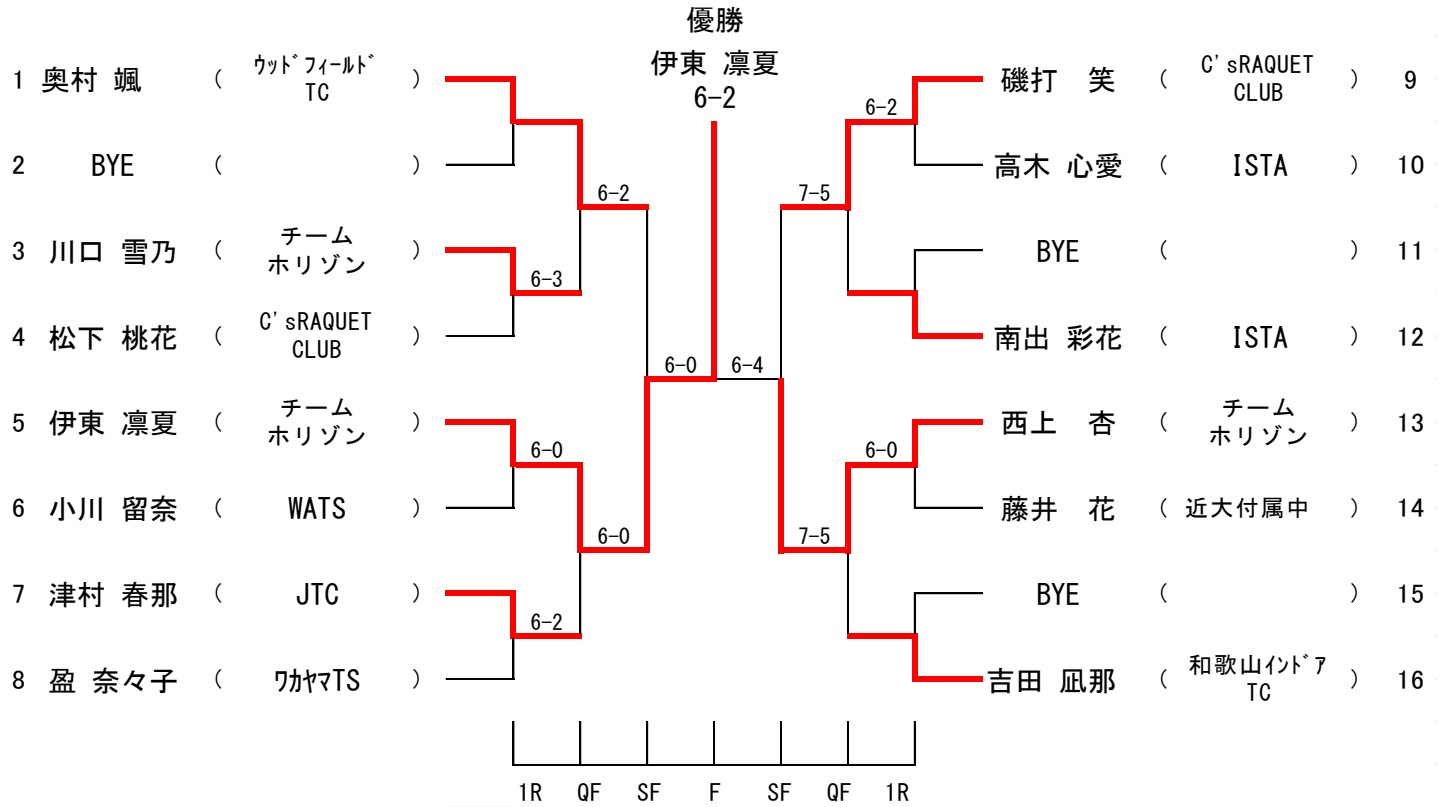 優勝
伊東 凛夏
6-2
1 奥村 颯 ( ウッドフィールド TC )
2 BYE ( )
6-2
3 川口 雪乃 ( チーム ホリゾン )
6-3
4 松下 桃花 ( C'sRAQUET CLUB )
6-0
5 伊東 凛夏 ( チーム ホリゾン )
6-0
6 小川 留奈 ( WATS )
6-0
7 津村 春那 ( JTC )
6-2
8 盈 奈々子 ( ワカヤマTS )
磯打 笑 ( C'sRAQUET CLUB ) 9
6-2
高木 心愛 ( ISTA ) 10
7-5
BYE ( ) 11
南出 彩花 ( ISTA ) 12
6-4
西上 杏 ( チーム ホリゾン ) 13
6-0
藤井 花 ( 近大付属中 ) 14
7-5
BYE ( ) 15
吉田 凪那 ( 和歌山インドア TC ) 16
1R QF SF F SF QF 1R